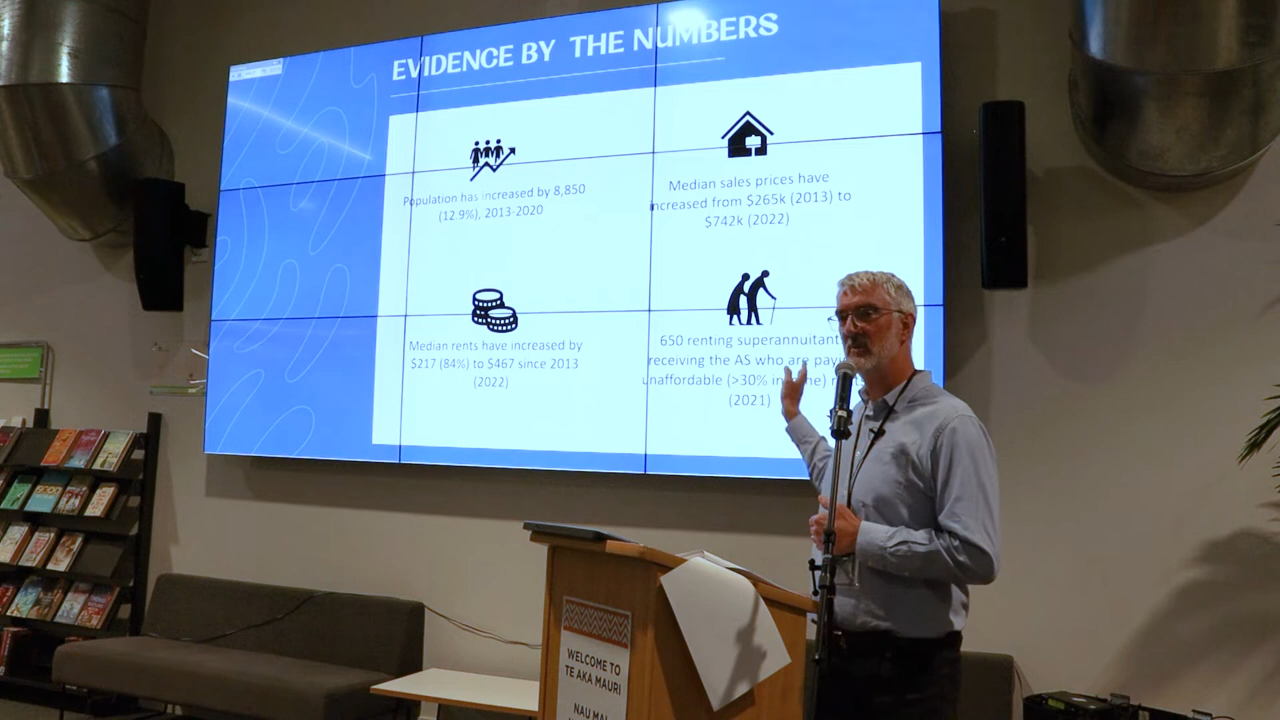 EVIDENCE BY THE NUMBERS
Population has increased by 8,850
(12.9%), 2013-2020
Median sales prices have
increased from $265k (2013) to
$742k (2022)
Median rents have increased by
$217 (84%) to $467 since 2013
(2022)
650 renting superannuitant
receiving the AS who are
unaffordable (>30%
(2021)
WELCOME TO
TE AKA MAURI
NAU